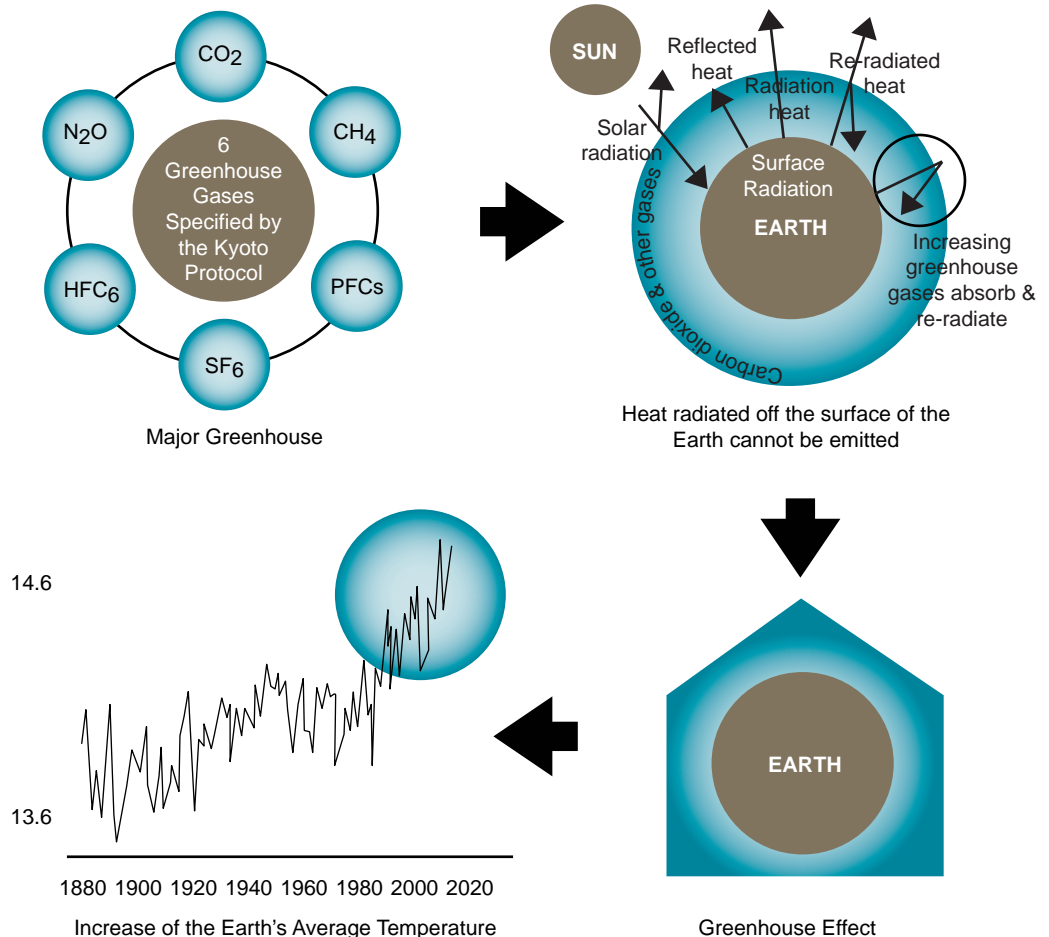 CO2
N2O
CH4
6
Greenhouse
Gases
Specified by
the Kyoto
Protocol
HFC6
PFCs
SF6
Major Greenhouse
SUN
Reflected
heat
Radiation
heat
Re-radiated
heat
Solar
radiation
Surface
Radiation
EARTH
Carbon dioxide & other gases
Increasing
greenhouse
gases absorb &
re-radiate
Heat radiated off the surface of the
Earth cannot be emitted
14.6
13.6
1880 1900 1920 1940 1960 1980 2000 2020
Increase of the Earth's Average Temperature
EARTH
Greenhouse Effect